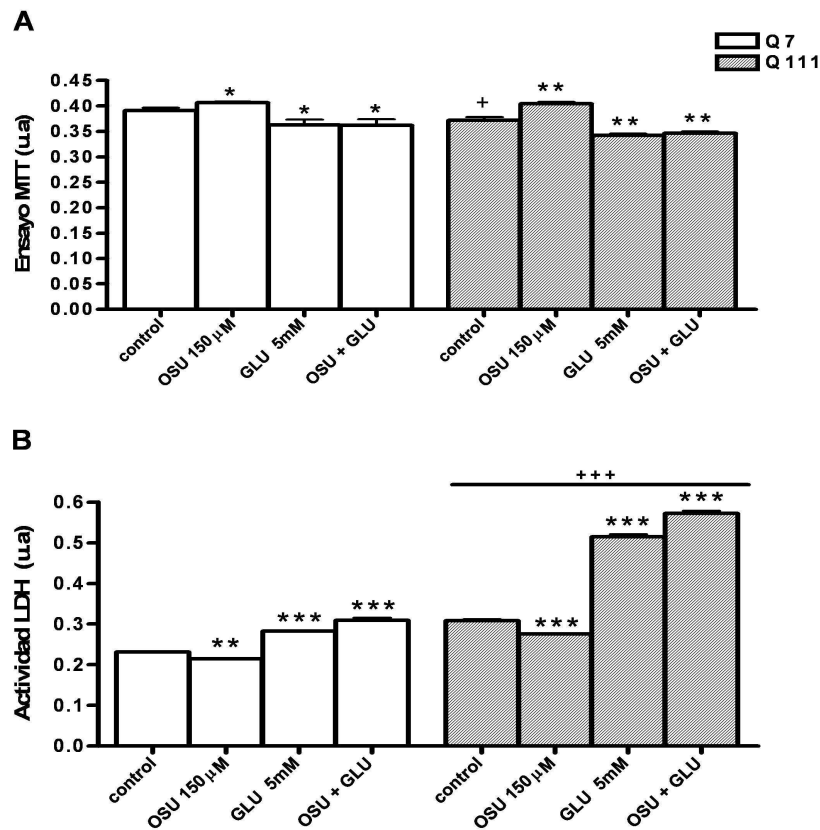 A
Q 7
Q 111
Ensayo MTT (u.a)
0.45
0.40
0.35
0.30
0.25
0.20
0.15
0.10
0.05
0.00
*
*
*
+
**
**
**
control
OSU 150 µM
GLU 5mM
OSU + GLU
control
OSU 150 µM
GLU 5mM
OSU + GLU
B
Actividad LDH (u.a)
0.6
0.5
0.4
0.3
0.2
0.1
0.0
+++
**
***
***
***
***
***
control
OSU 150 µM
GLU 5mM
OSU + GLU
control
OSU 150 µM
GLU 5mM
OSU + GLU